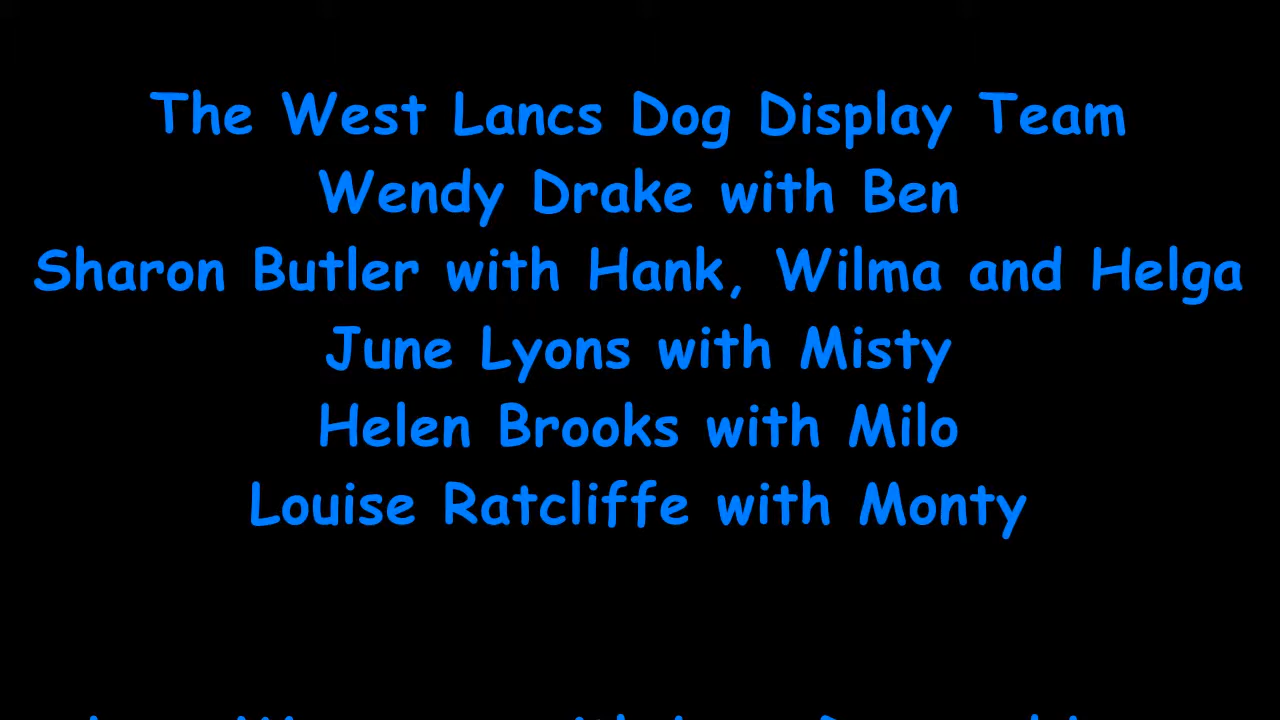 The West Lancs Dog Display Team
Wendy Drake with Ben
Sharon Butler with Hank, Wilma and Helga
June Lyons with Misty
Helen Brooks with Milo
Louise Ratcliffe with Monty